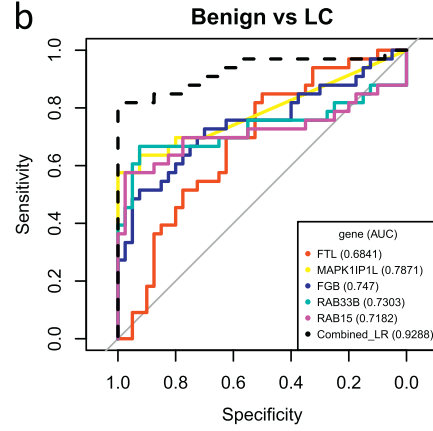 b
Benign vs LC
Sensitivity
1.0
0.8
0.6
0.4
0.2
0.0
gene (AUC)
FTL (0.6841)
MAPK1IP1L (0.7871)
FGB (0.747)
RAB33B (0.7303)
RAB15 (0.7182)
Combined_LR (0.9288)
1.0 0.8 0.6 0.4 0.2 0.0
Specificity